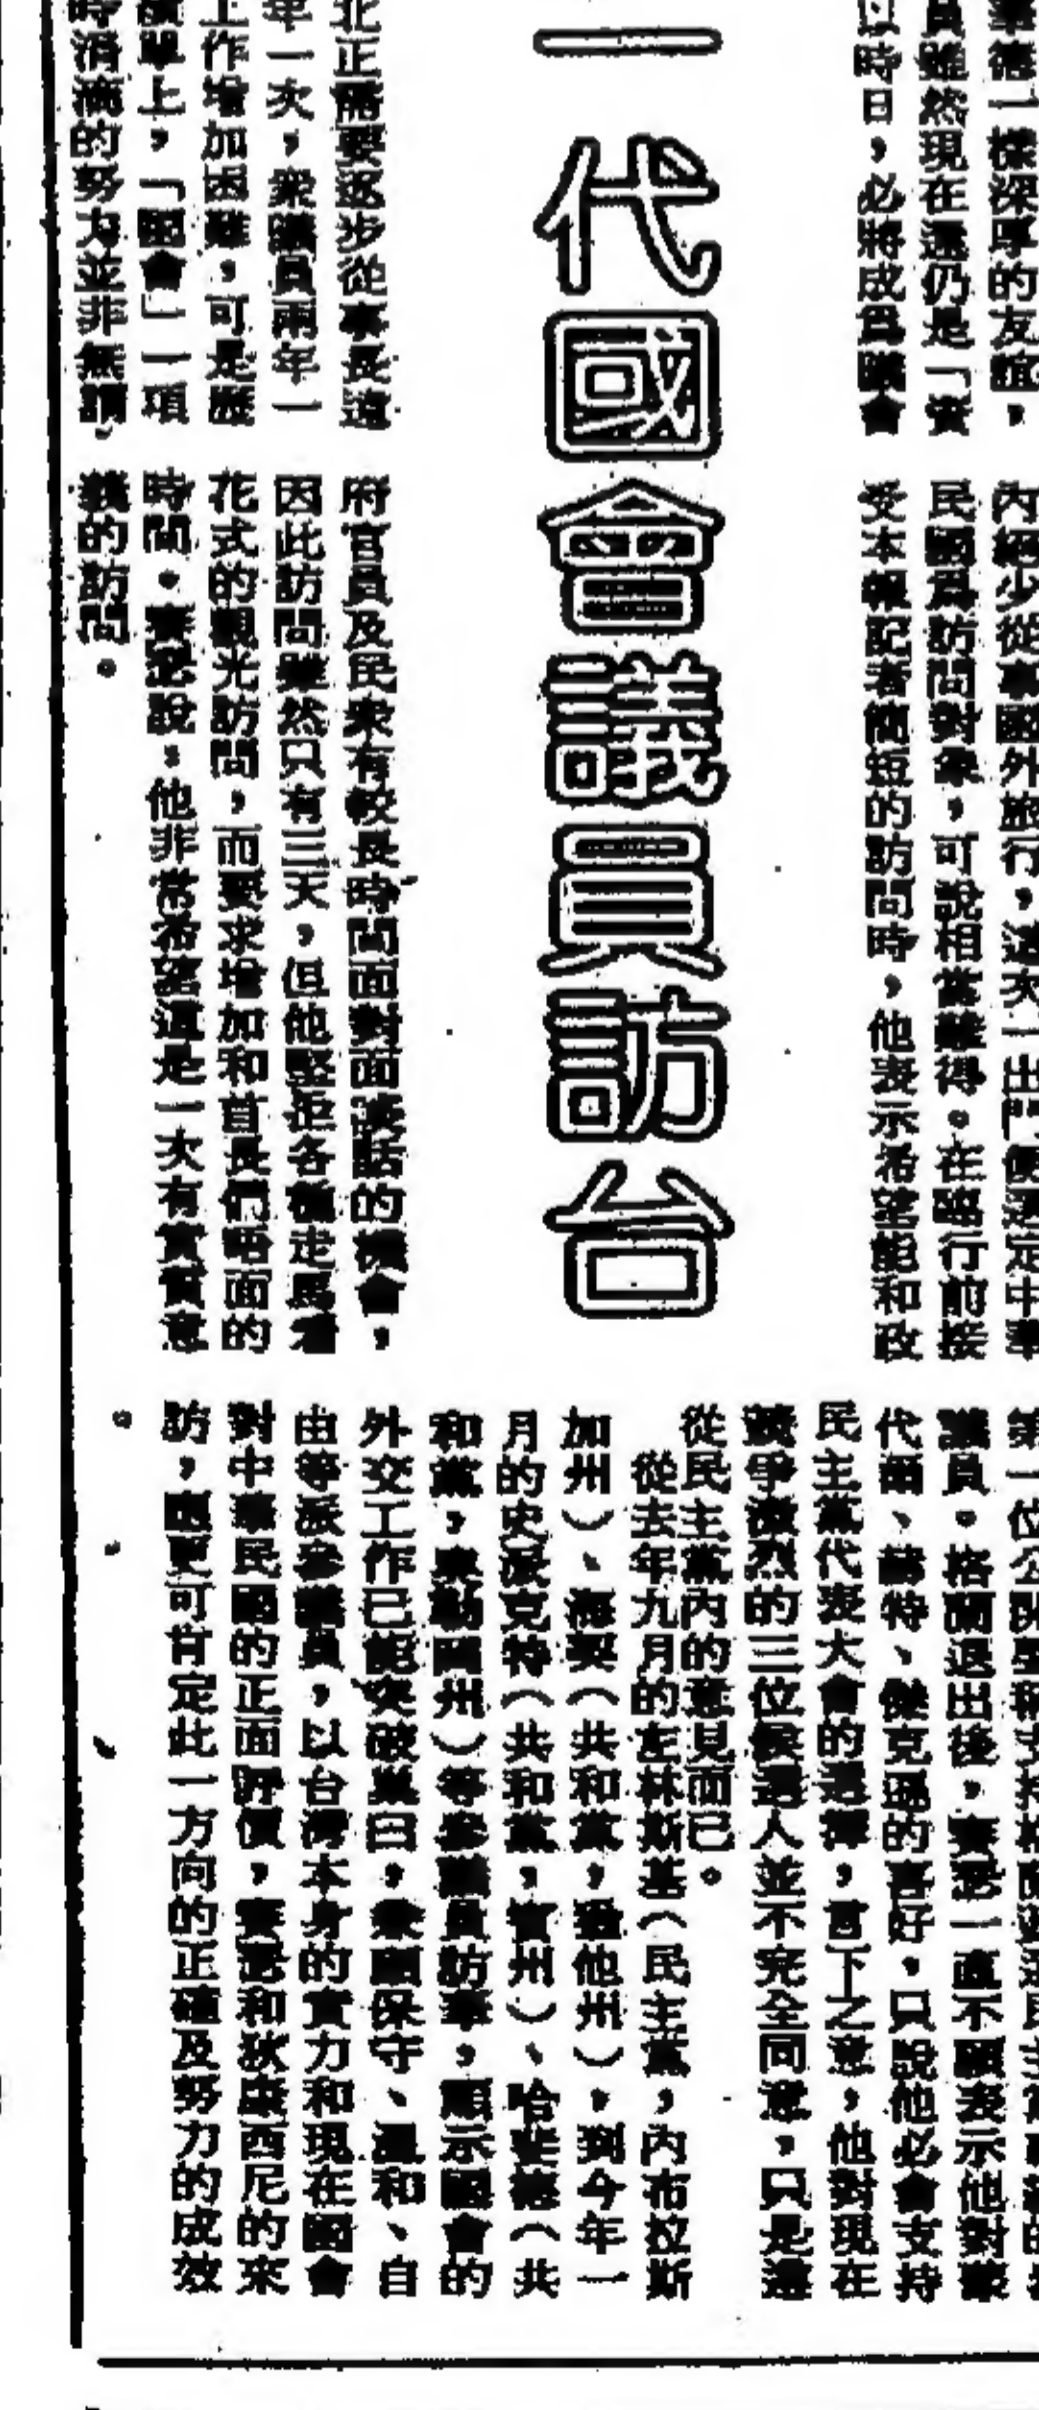 一代國會議員訪台
華德一樣深厚的友誼，
員雖然現在還仍是「資
以時日，必將成爲國會
北正需要逐步從事長遠
年一次，衆議員兩年一
工作增加困難，可是歷
績單上，「國會」一項
時涓滴的努力並非無謂、
內絕少從事國外旅行，這次一出門便選定中華
民國爲訪問對象，可說相當難得。在臨行前接
受本報記者簡短的訪問時，他表示希望能和政
府官員及民衆有較長時間面對面談話的機會，
因此訪問雖然只有三天，但他堅拒各種走馬看
花式的觀光訪問，而要求增加和首長們晤面的
時間。說：他非常希望這是一次有實質意
義的訪問。
議員。格蘭退出後，一直不願表示他對蒙
代爾、赫特、傑克遜的喜好，只說他必會支持
民主黨代表大會的選擇，言下之意，他對現在
競爭激烈的三位候選人並不完全同意，只是遵
從民主黨內的意見而已。
從去年九月的左林斯基（民主黨，內布拉斯
加州）、海契（共和黨，猶他州），到今年一
月的史派克特（共和黨，賓州）、哈斐德（共
和黨，奧勒岡州）等參議員訪華，顯示國會的
外交工作已能突破窠臼，兼顧保守、溫和、自
由等派參議員，以台灣本身的實力和現在國會
對中華民國的正面評價，和狄康西尼的來
訪，應更可肯定此一方向的正確及努力的成效
。